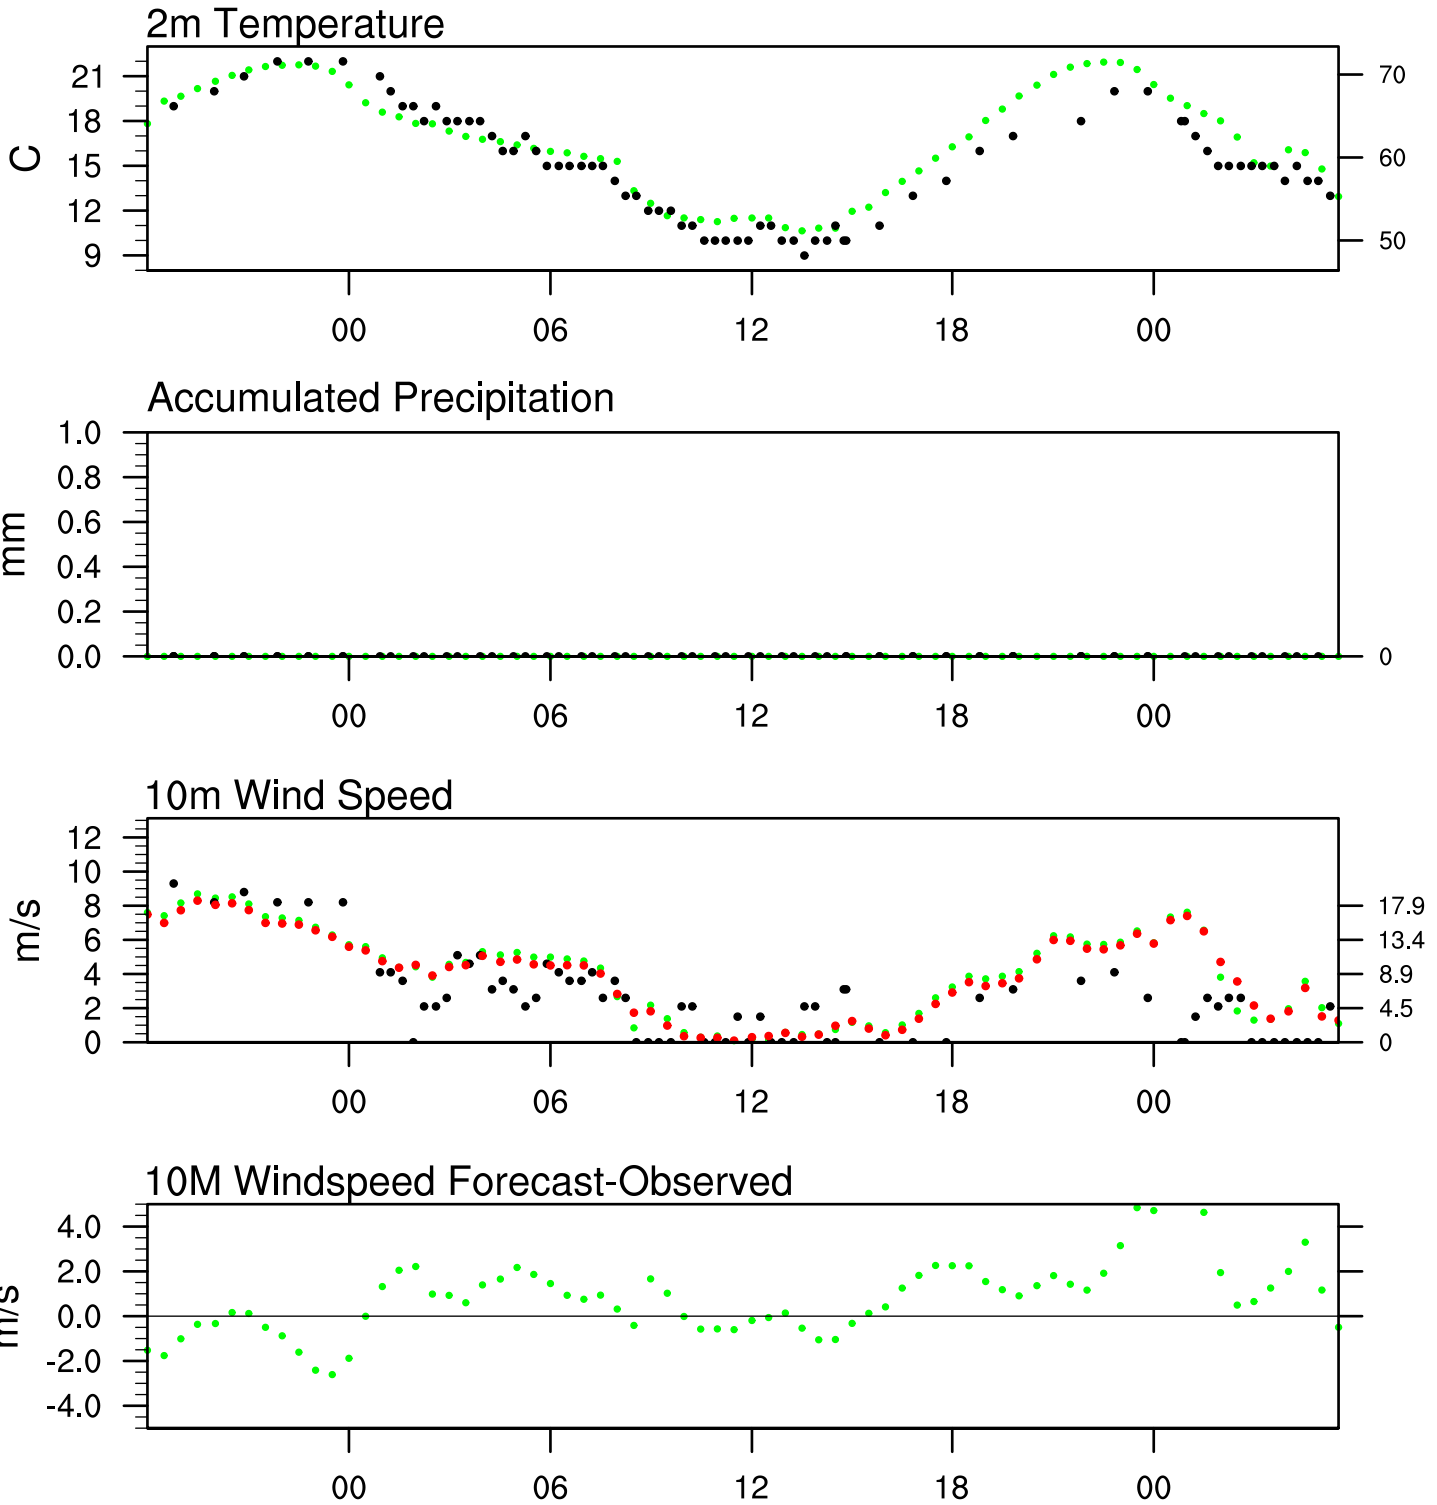 2m Temperature
21
18
15
12
9
C
70
60
50
00 06 12 18 00
Accumulated Precipitation
1.0
0.8
0.6
0.4
0.2
0.0
mm
0
00 06 12 18 00
10m Wind Speed
12
10
8
6
4
2
0
m/s
17.9
13.4
8.9
4.5
0
00 06 12 18 00
10M Windspeed Forecast-Observed
4.0
2.0
0.0
-2.0
-4.0
m/s
00 06 12 18 00